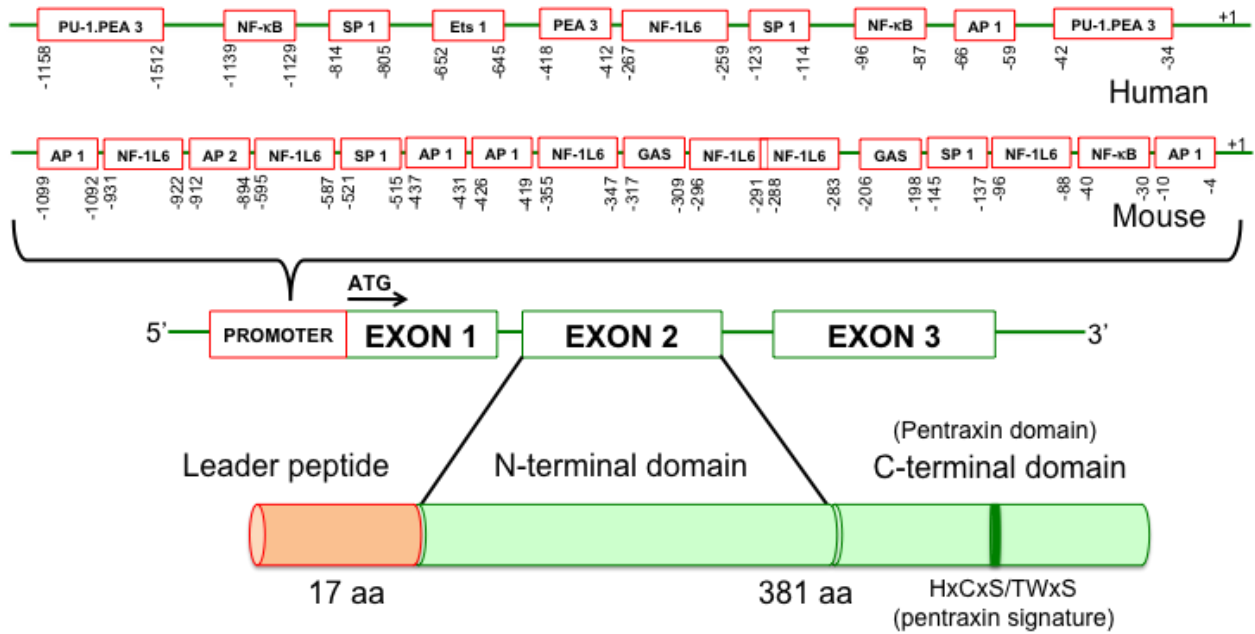 PU-1.PEA 3 NF-κB SP 1 Ets 1 PEA 3 NF-1L6 SP 1 NF-κB AP 1 PU-1.PEA 3 +1
-1158 -1512 -1139 -1129 -814 -805 -652 -645 -418 -412 -267 -259 -123 -114 -96 -87 -66 -59 -42 -34
Human
AP 1 NF-1L6 AP 2 NF-1L6 SP 1 AP 1 AP 1 NF-1L6 GAS NF-1L6 NF-1L6 GAS SP 1 NF-1L6 NF-κB AP 1 +1
-1099 -1092 -931 -922 -912 -894 -595 -587 -521 -515 -437 -431 -426 -419 -355 -347 -317 -309 -296 -291 -288 -283 -206 -198 -145 -137 -96 -88 -40 -30 -10 -4
Mouse
ATG
5’ PROMOTER EXON 1 EXON 2 EXON 3 3’
(Pentraxin domain)
Leader peptide N-terminal domain C-terminal domain
17 aa 381 aa HxCxS/TWxS
(pentraxin signature)